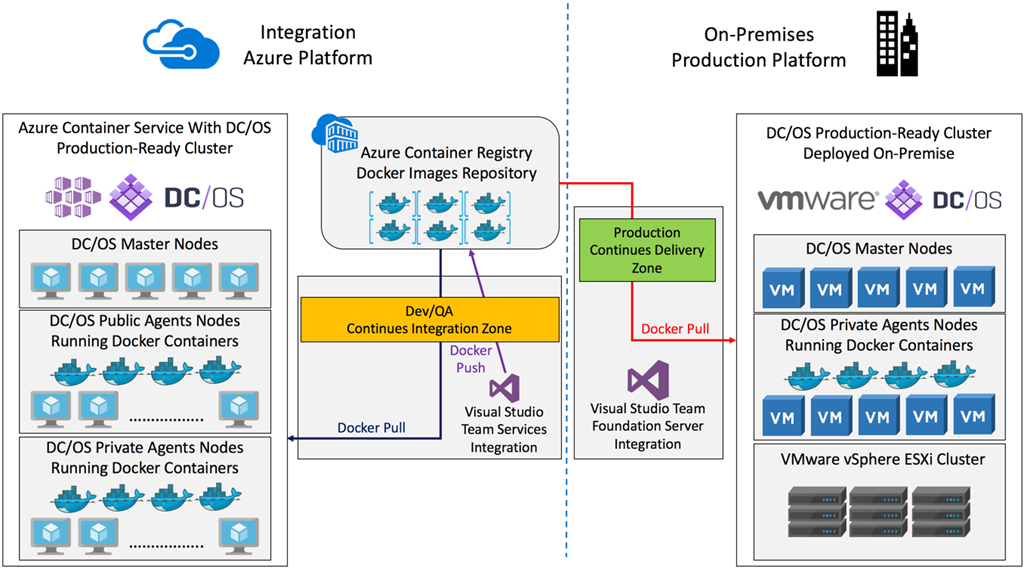 Integration
Azure Platform
On-Premises
Production Platform
Azure Container Service With DC/OS
Production-Ready Cluster
DC/OS
DC/OS Master Nodes
DC/OS Public Agents Nodes
Running Docker Containers
DC/OS Private Agents Nodes
Running Docker Containers
Azure Container Registry
Docker Images Repository
Dev/QA
Continues Integration Zone
Docker
Push
Docker Pull
Visual Studio
Team Services
Integration
Production
Continues Delivery
Zone
Docker Pull
Visual Studio Team
Foundation Server
Integration
DC/OS Production-Ready Cluster
Deployed On-Premise
vmware®
DC/OS
DC/OS Master Nodes
VM VM VM VM VM
DC/OS Private Agents Nodes
Running Docker Containers
VM VM VM VM VM
VMware vSphere ESXi Cluster